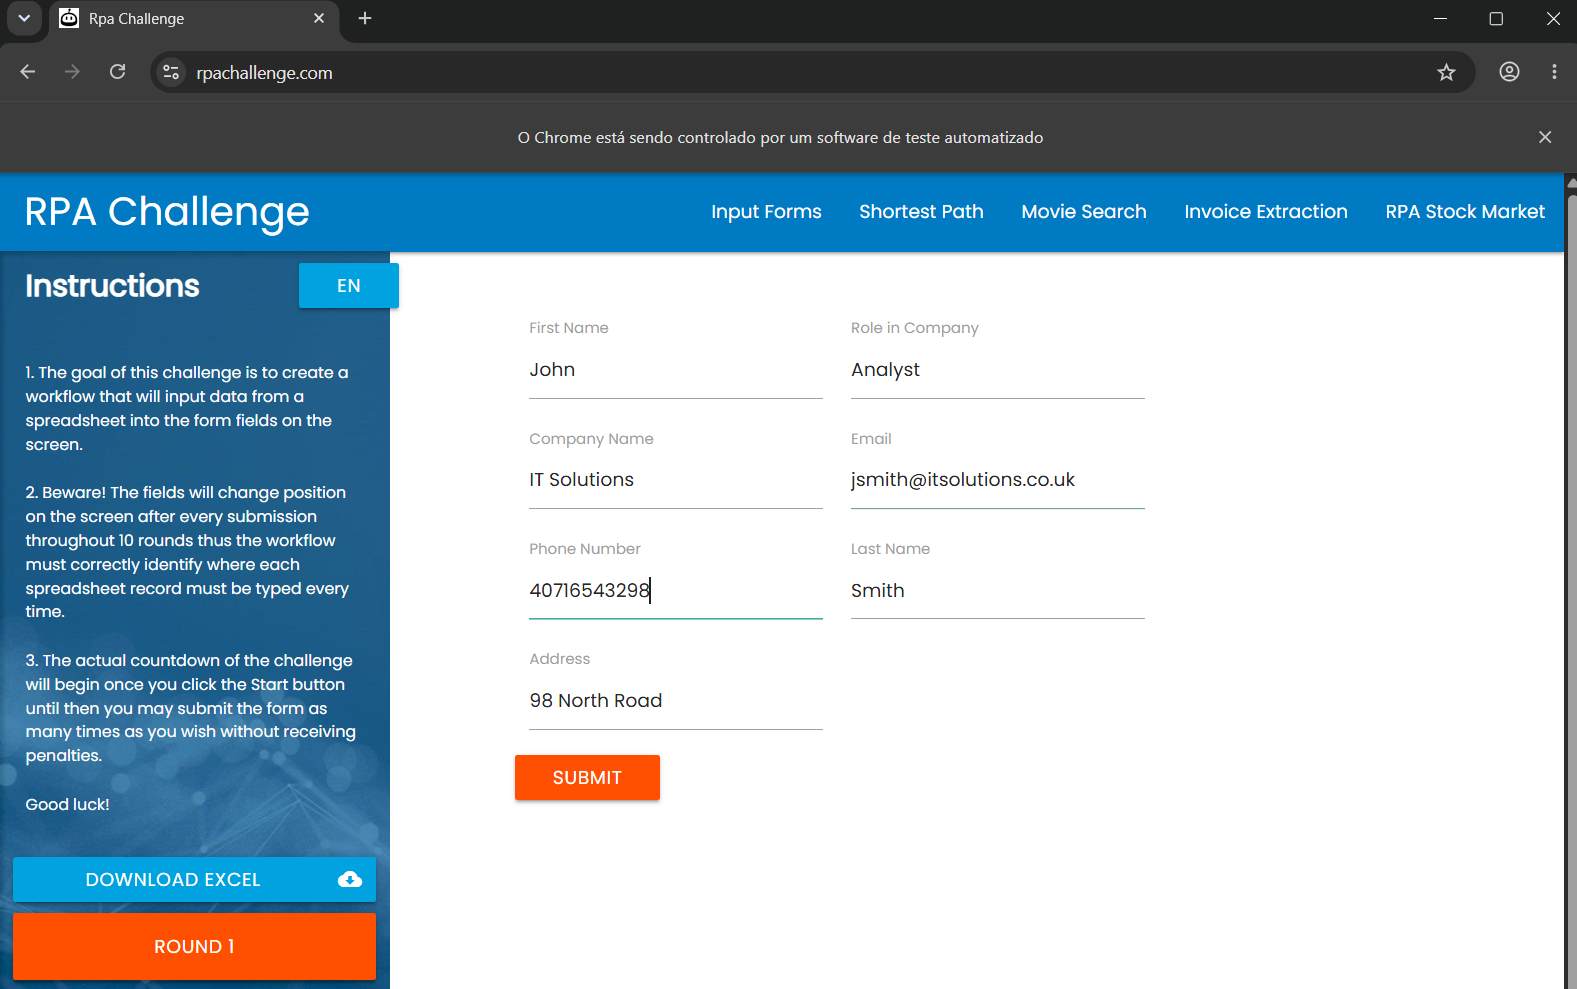 Rpa Challenge
rpachallenge.com
O Chrome está sendo controlado por um software de teste automatizado
RPA Challenge
Input Forms
Shortest Path
Movie Search
Invoice Extraction
RPA Stock Market
Instructions
EN
1. The goal of this challenge is to create a
workflow that will input data from a
spreadsheet into the form fields on the
screen.
2. Beware! The fields will change position
on the screen after every submission
throughout 10 rounds thus the workflow
must correctly identify where each
spreadsheet record must be typed every
time.
3. The actual countdown of the challenge
will begin once you click the Start button
until then you may submit the form as
many times as you wish without receiving
penalties.
Good luck!
DOWNLOAD EXCEL
ROUND 1
First Name
John
Role in Company
Analyst
Company Name
IT Solutions
Email
jsmith@itsolutions.co.uk
Phone Number
40716543298
Last Name
Smith
Address
98 North Road
SUBMIT